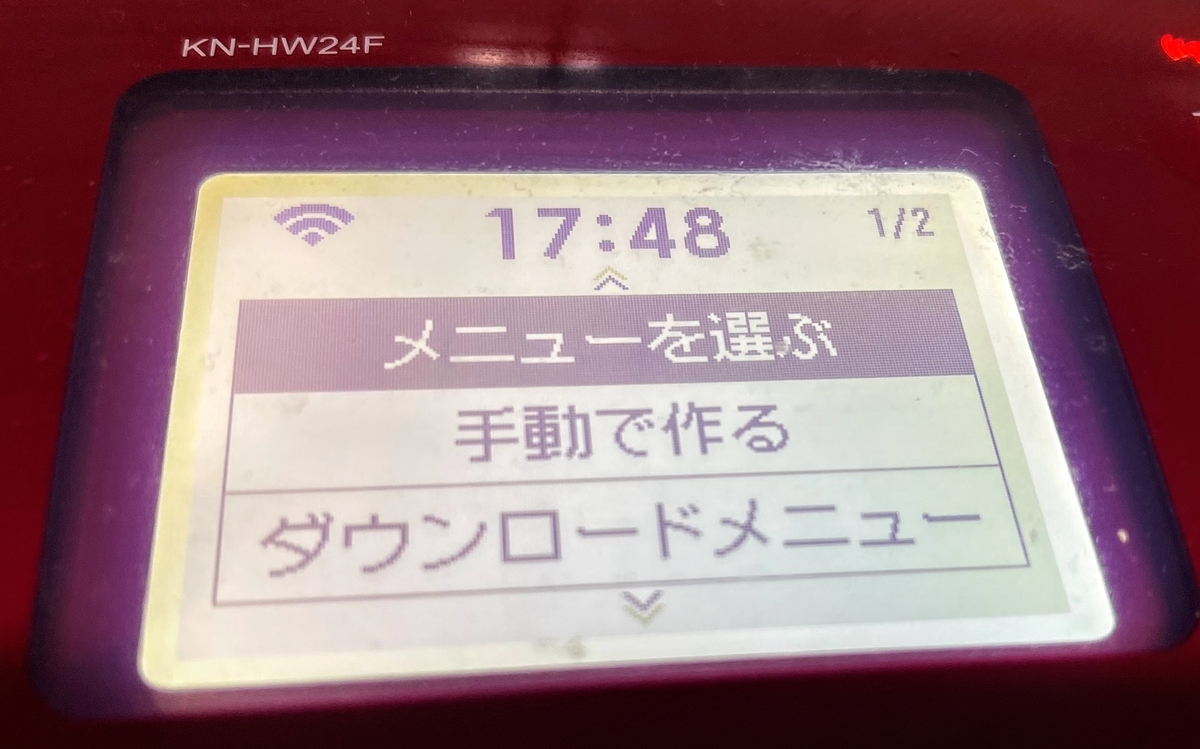 KN-HW24F
17:48
1/2
メニューを選ぶ
手動で作る
ダウンロードメニュー